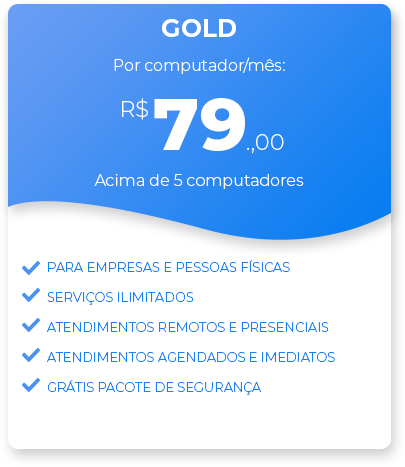 GOLD
Por computador/mês:
R$ 79.,00
Acima de 5 computadores
PARA EMPRESAS E PESSOAS FÍSICAS
SERVIÇOS ILIMITADOS
ATENDIMENTOS REMOTOS E PRESENCIAIS
ATENDIMENTOS AGENDADOS E IMEDIATOS
GRÁTIS PACOTE DE SEGURANÇA